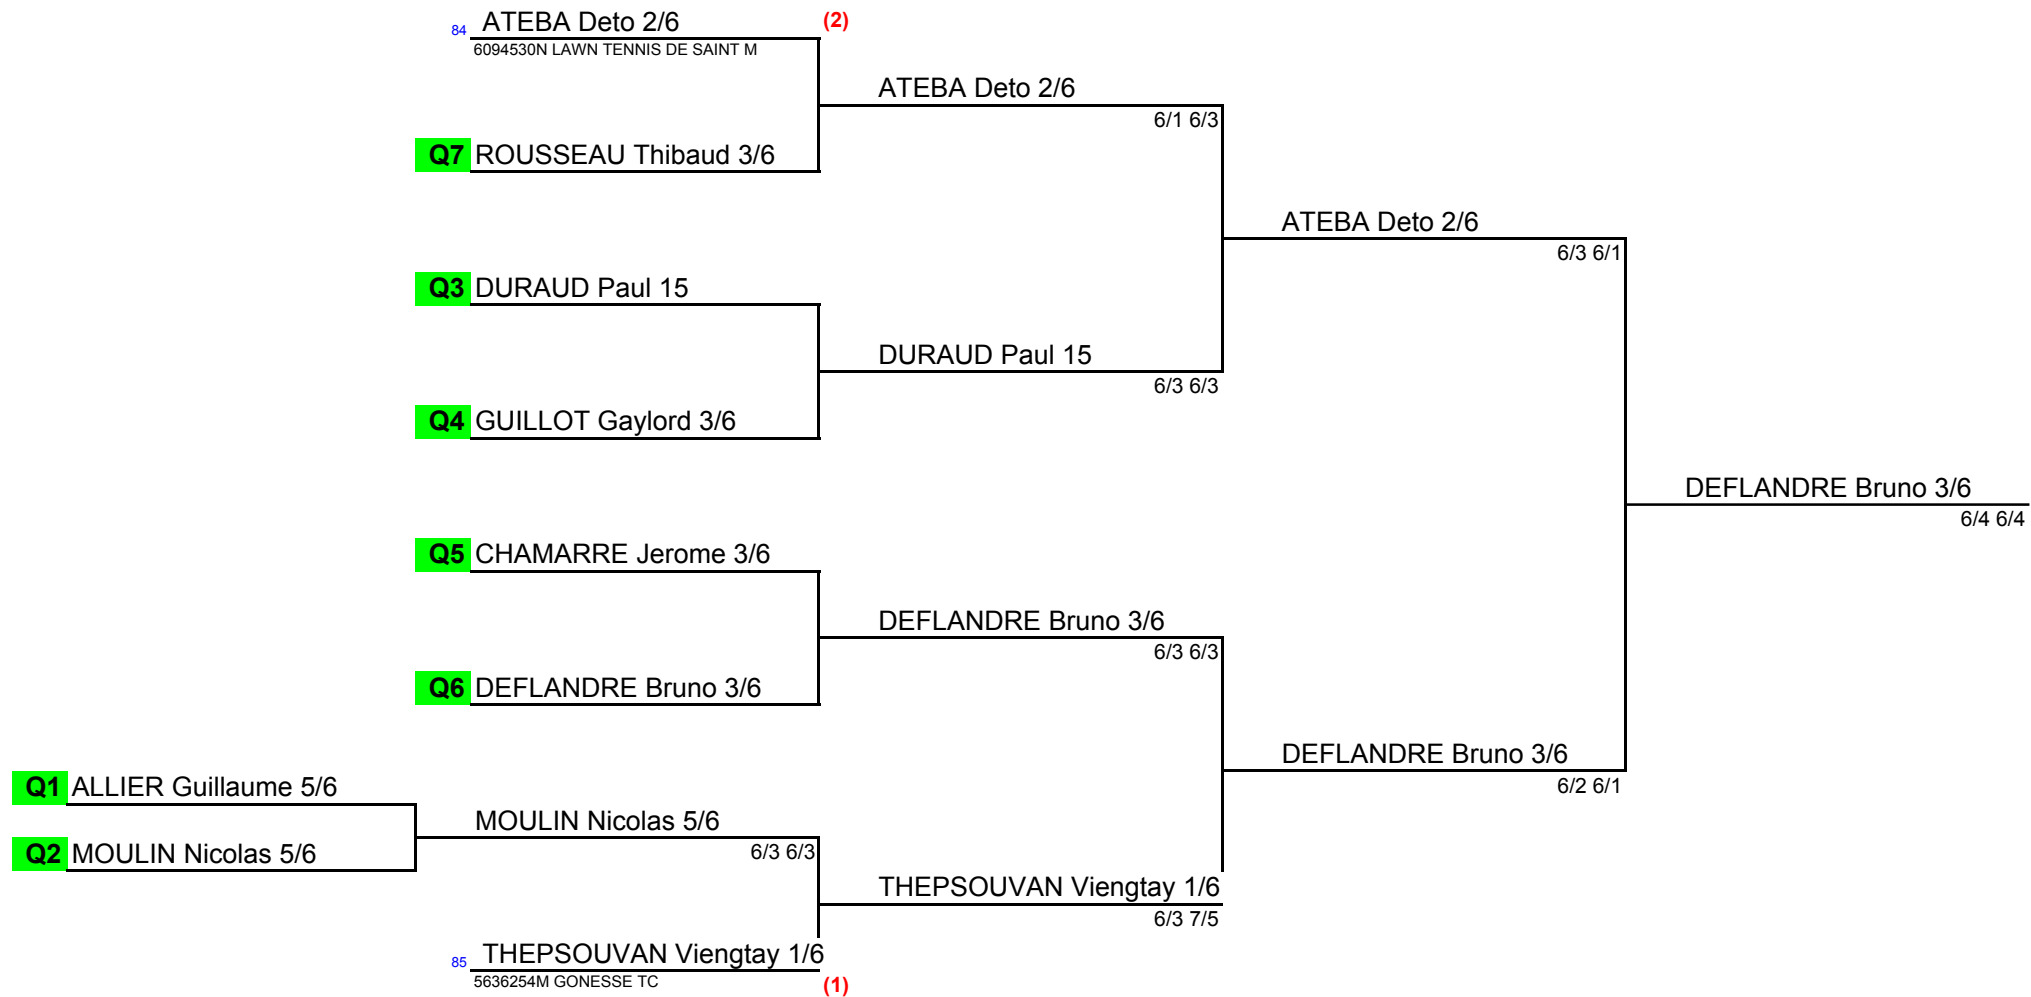 84 ATEBA Deto 2/6 (2)
6094530N LAWN TENNIS DE SAINT M
ATEBA Deto 2/6
6/1 6/3
Q7 ROUSSEAU Thibaud 3/6
ATEBA Deto 2/6
6/3 6/1
Q3 DURAUD Paul 15
DURAUD Paul 15
6/3 6/3
Q4 GUILLOT Gaylord 3/6
DEFLANDRE Bruno 3/6
6/4 6/4
Q5 CHAMARRE Jerome 3/6
DEFLANDRE Bruno 3/6
6/3 6/3
Q6 DEFLANDRE Bruno 3/6
DEFLANDRE Bruno 3/6
6/2 6/1
Q1 ALLIER Guillaume 5/6
MOULIN Nicolas 5/6
6/3 6/3
Q2 MOULIN Nicolas 5/6
THEPSOUVAN Viengtay 1/6
6/3 7/5
85 THEPSOUVAN Viengtay 1/6
5636254M GONESSE TC (1)